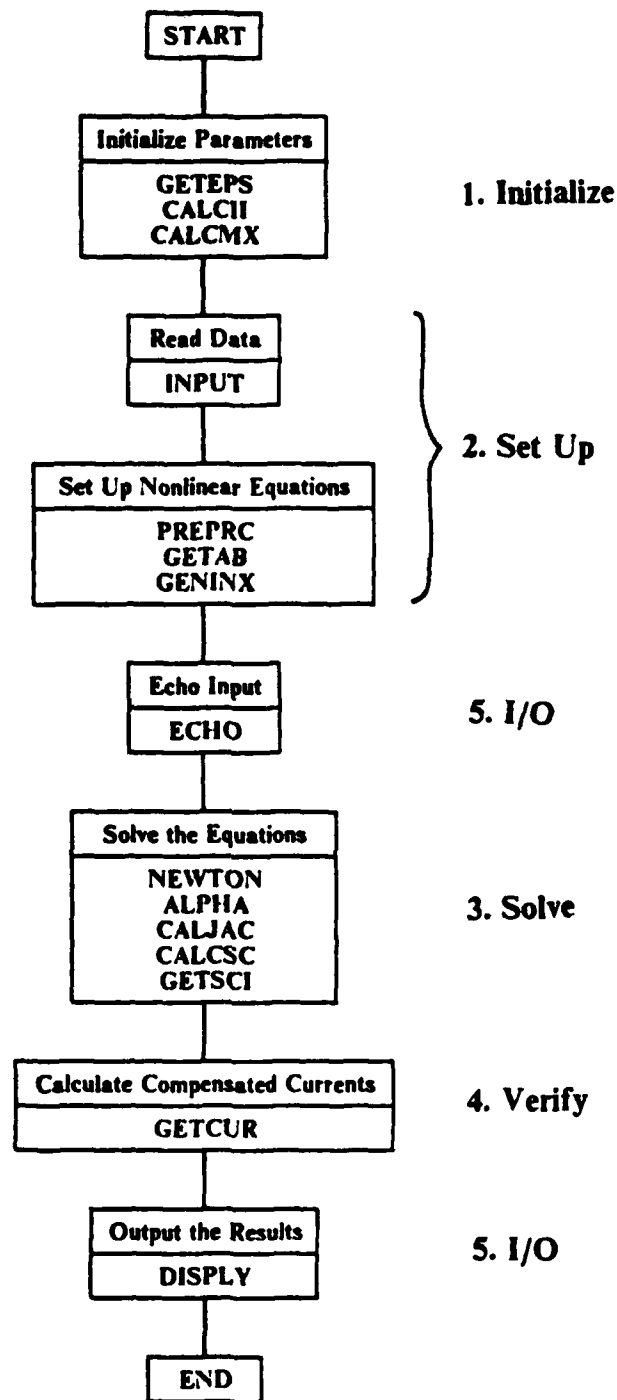 START
Initialize Parameters
GETEPS
CALCII
CALCMX
1. Initialize
Read Data
INPUT
2. Set Up
Set Up Nonlinear Equations
PREPRC
GETAB
GENINX
Echo Input
ECHO
5. I/O
Solve the Equations
NEWTON
ALPHA
CALJAC
CALCSC
GETSCI
3. Solve
Calculate Compensated Currents
GETCUR
4. Verify
Output the Results
DISPLY
5. I/O
END